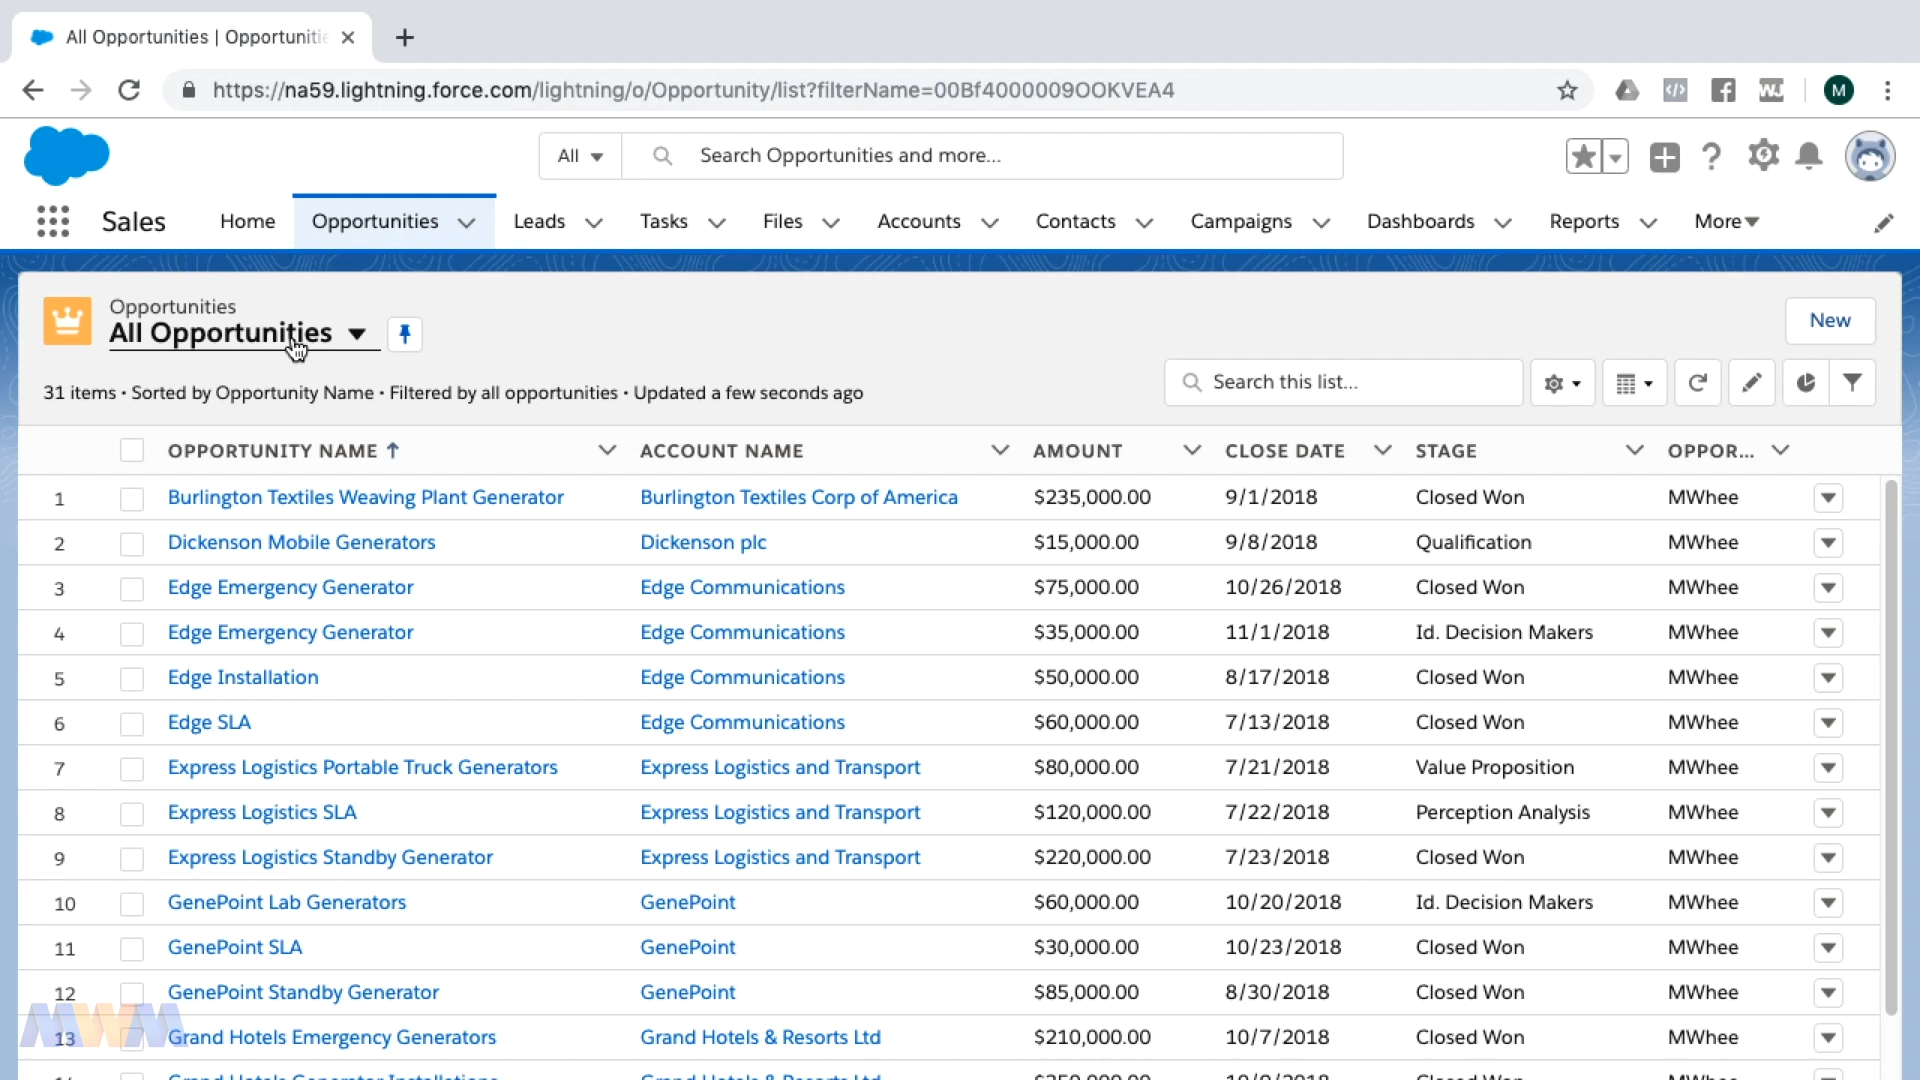 All Opportunities | Opportuniti
https://na59.lightning.force.com/lightning/o/Opportunity/list?filterName=00Bf4000009OOKVEA4
M
All
Search Opportunities and more...
Sales
Home
Opportunities
Leads
Tasks
Files
Accounts
Contacts
Campaigns
Dashboards
Reports
More
Opportunities
All Opportunities
New
31 items • Sorted by Opportunity Name • Filtered by all opportunities • Updated a few seconds ago
Search this list...
OPPORTUNITY NAME ACCOUNT NAME AMOUNT CLOSE DATE STAGE OPPOR...
1 Burlington Textiles Weaving Plant Generator Burlington Textiles Corp of America $235,000.00 9/1/2018 Closed Won MWhee
2 Dickenson Mobile Generators Dickenson plc $15,000.00 9/8/2018 Qualification MWhee
3 Edge Emergency Generator Edge Communications $75,000.00 10/26/2018 Closed Won MWhee
4 Edge Emergency Generator Edge Communications $35,000.00 11/1/2018 Id. Decision Makers MWhee
5 Edge Installation Edge Communications $50,000.00 8/17/2018 Closed Won MWhee
6 Edge SLA Edge Communications $60,000.00 7/13/2018 Closed Won MWhee
7 Express Logistics Portable Truck Generators Express Logistics and Transport $80,000.00 7/21/2018 Value Proposition MWhee
8 Express Logistics SLA Express Logistics and Transport $120,000.00 7/22/2018 Perception Analysis MWhee
9 Express Logistics Standby Generator Express Logistics and Transport $220,000.00 7/23/2018 Closed Won MWhee
10 GenePoint Lab Generators GenePoint $60,000.00 10/20/2018 Id. Decision Makers MWhee
11 GenePoint SLA GenePoint $30,000.00 10/23/2018 Closed Won MWhee
12 GenePoint Standby Generator GenePoint $85,000.00 8/30/2018 Closed Won MWhee
13 Grand Hotels Emergency Generators Grand Hotels & Resorts Ltd $210,000.00 10/7/2018 Closed Won MWhee
MWM